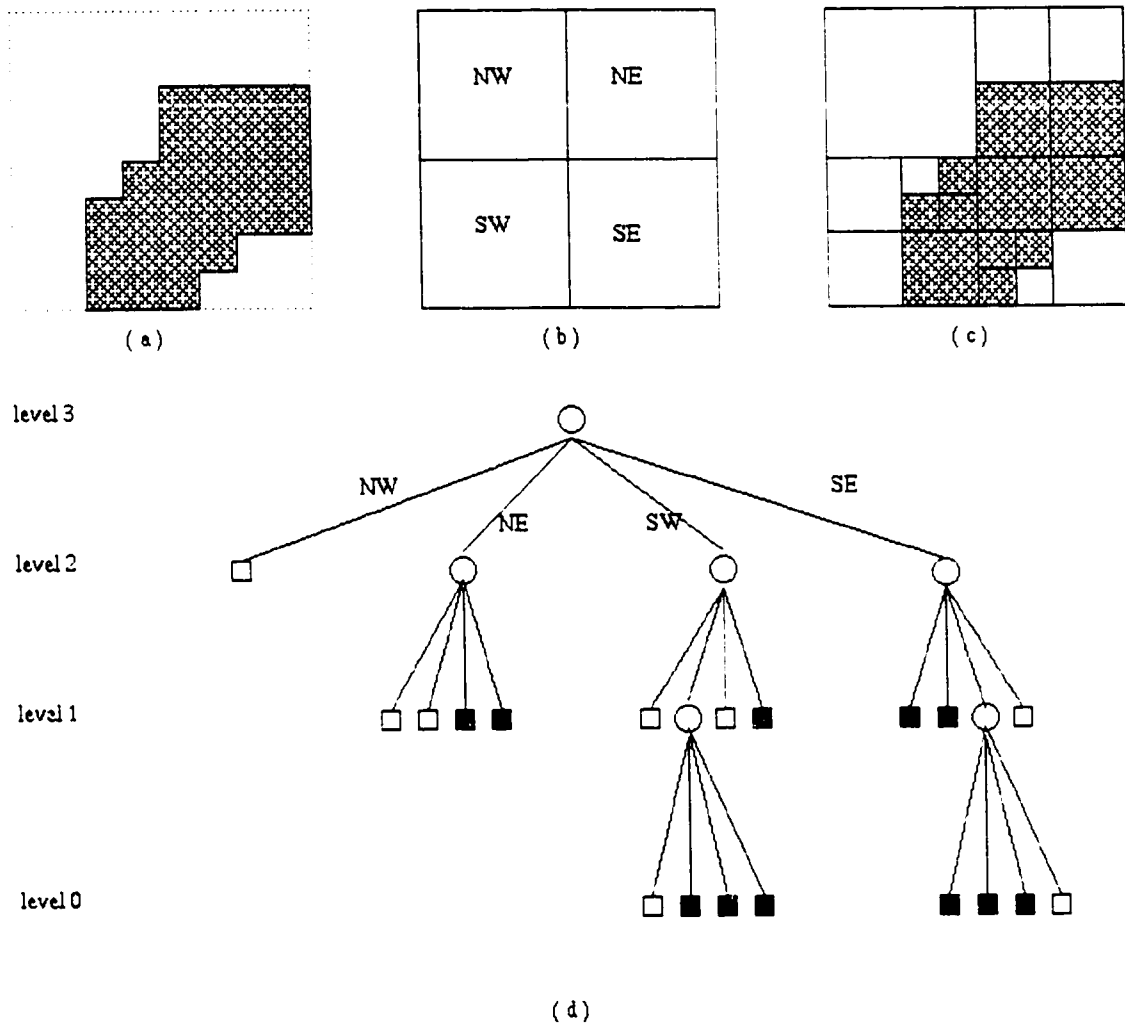 NW NE
SW SE
( a ) ( b ) ( c )
level 3
NW NE SW SE
level 2
level 1
level 0
( d )